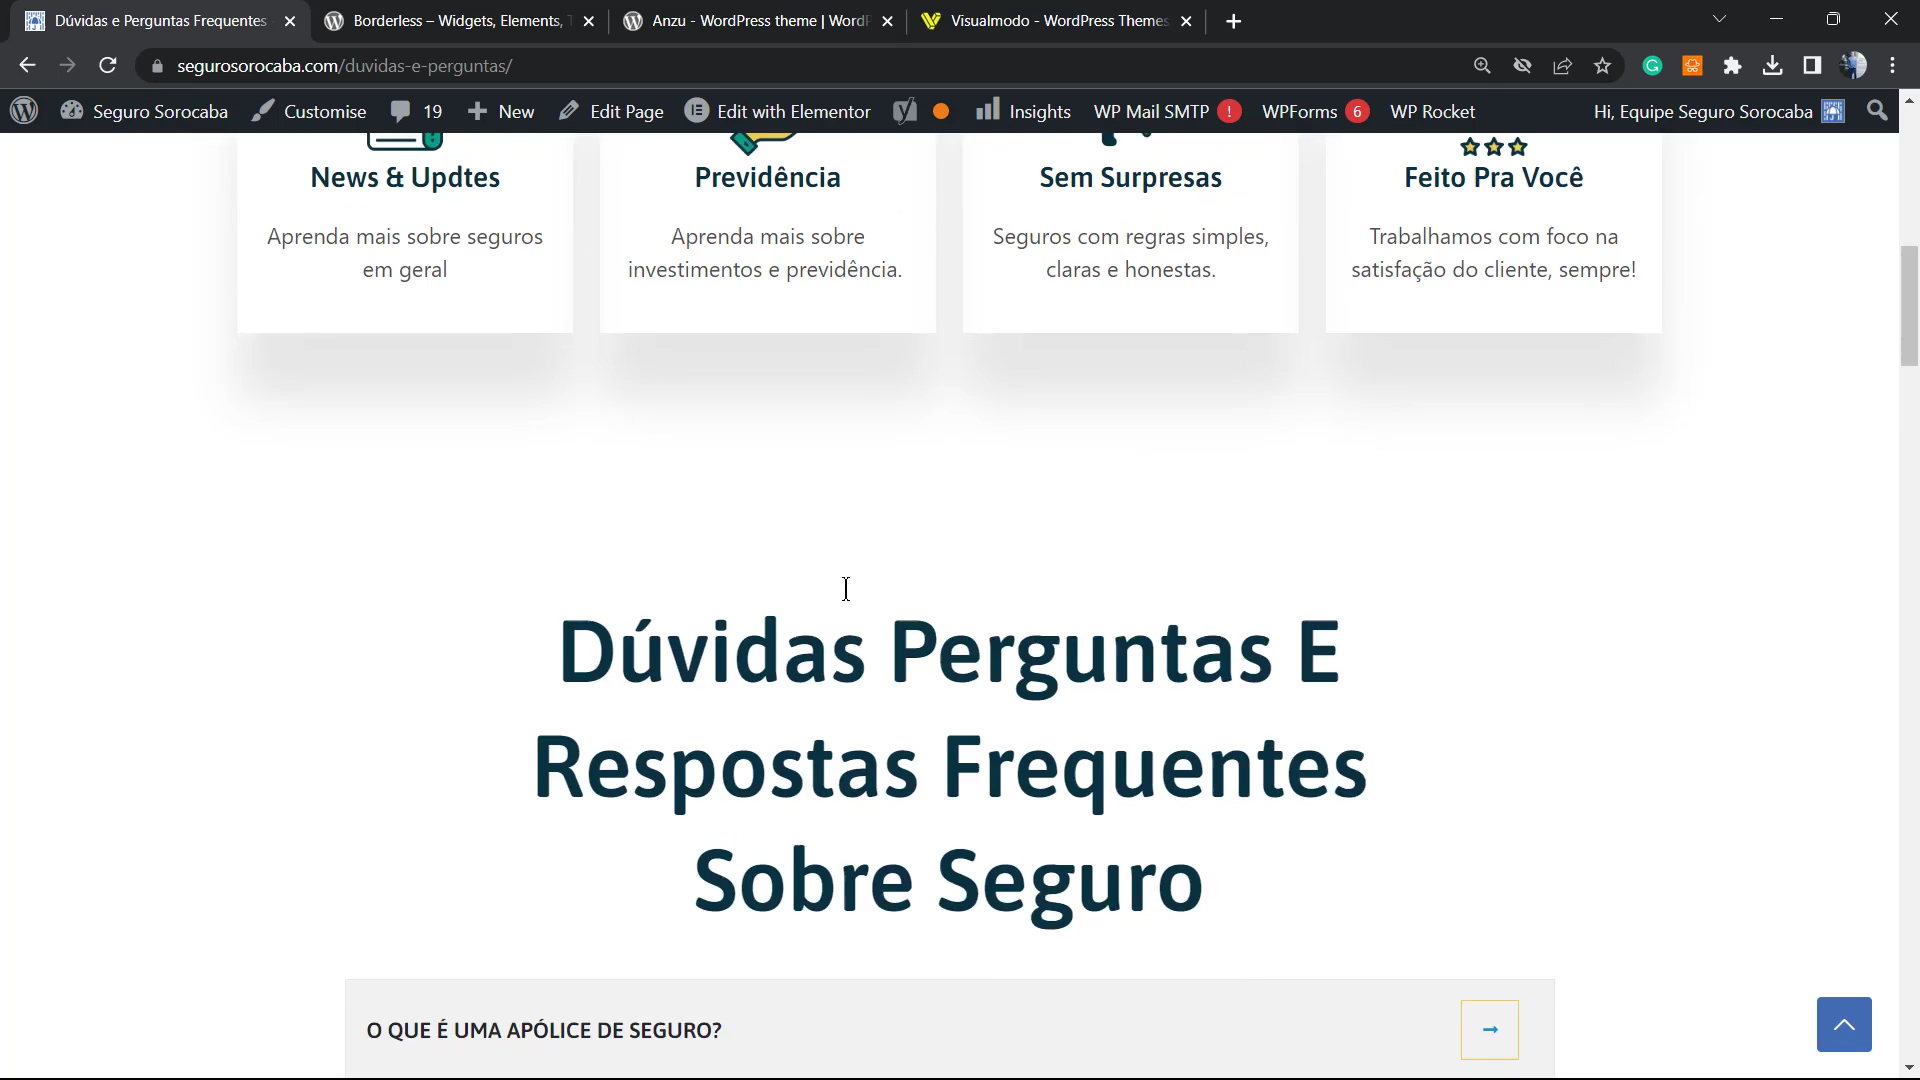 Dúvidas e Perguntas Frequentes
Borderless – Widgets, Elements,
Anzu - WordPress theme | Word
Visualmodo - WordPress Themes
segurosorocaba.com/duvidas-e-perguntas/
Seguro Sorocaba
Customise
19
New
Edit Page
Edit with Elementor
Insights
WP Mail SMTP !
WPForms 6
WP Rocket
Hi, Equipe Seguro Sorocaba
News & Updtes
Aprenda mais sobre seguros
em geral
Previdência
Aprenda mais sobre
investimentos e previdência.
Sem Surpresas
Seguros com regras simples,
claras e honestas.
Feito Pra Você
Trabalhamos com foco na
satisfação do cliente, sempre!
Dúvidas Perguntas E
Respostas Frequentes
Sobre Seguro
O QUE É UMA APÓLICE DE SEGURO?